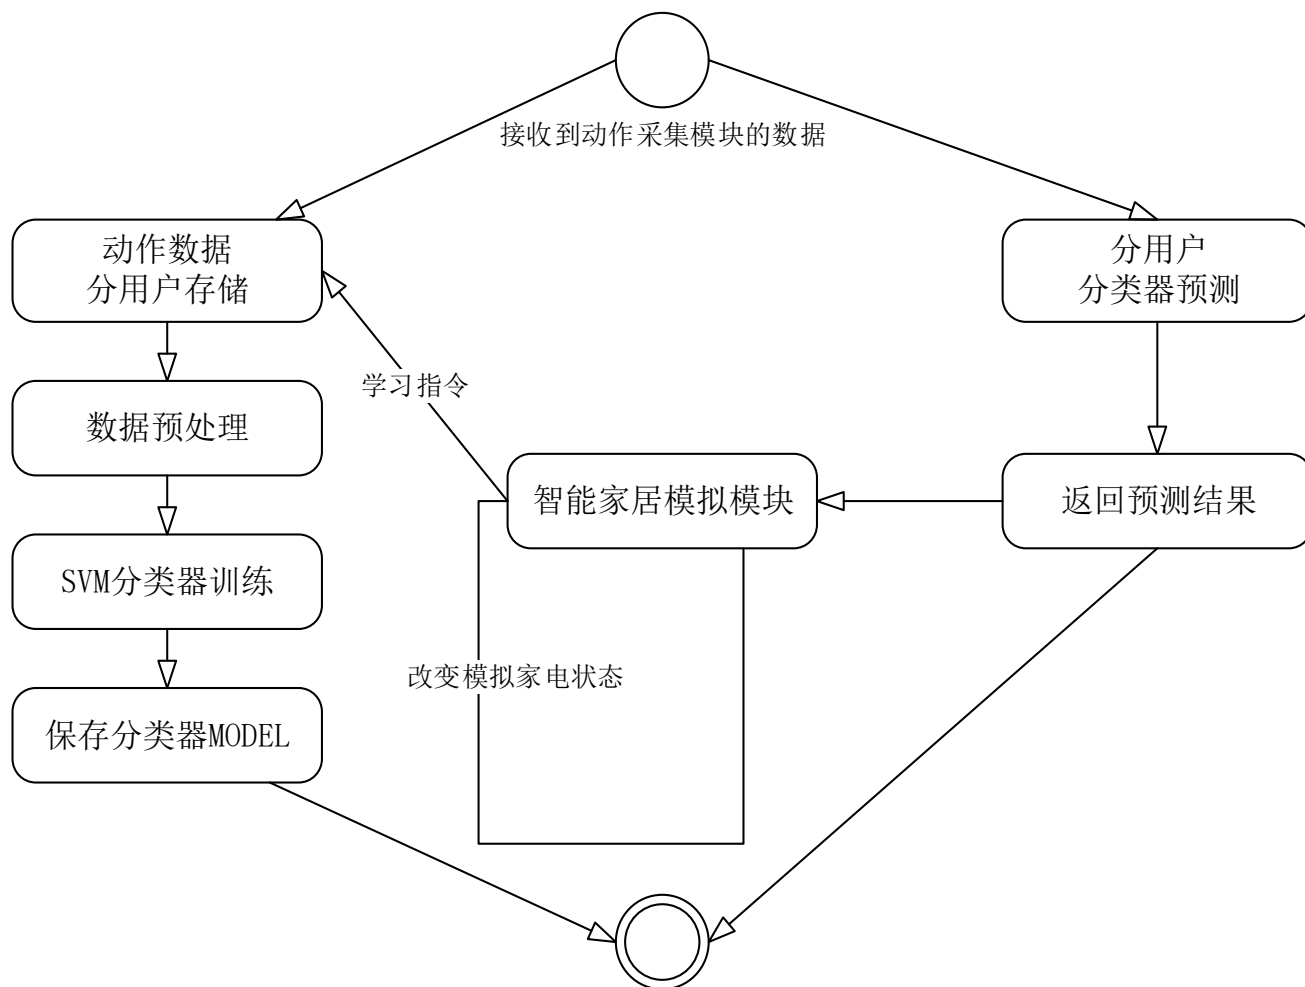 接收到动作采集模块的数据
动作数据
分用户存储
分用户
分类器预测
学习指令
数据预处理
智能家居模拟模块
返回预测结果
SVM分类器训练
改变模拟家电状态
保存分类器MODEL